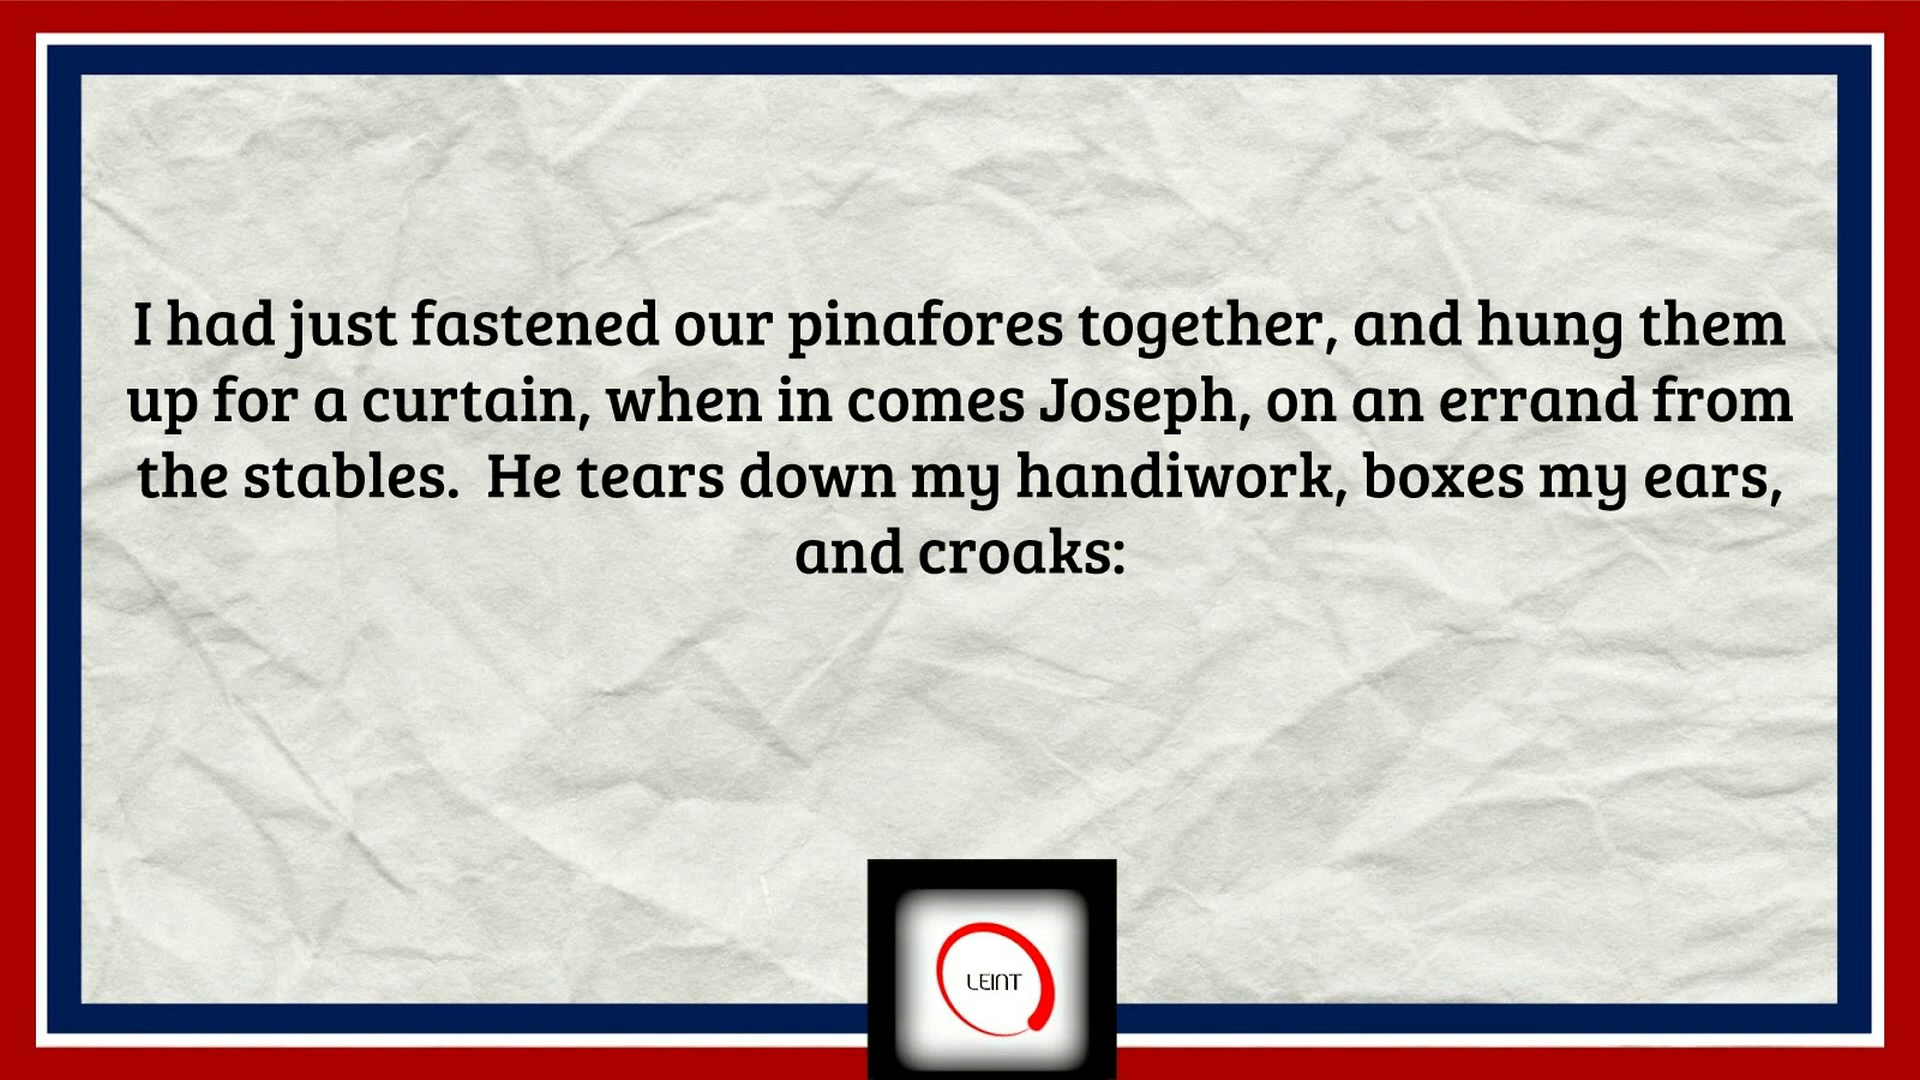 I had just fastened our pinafores together, and hung them
up for a curtain, when in comes Joseph, on an errand from
the stables.  He tears down my handiwork, boxes my ears,
and croaks:
LEINT